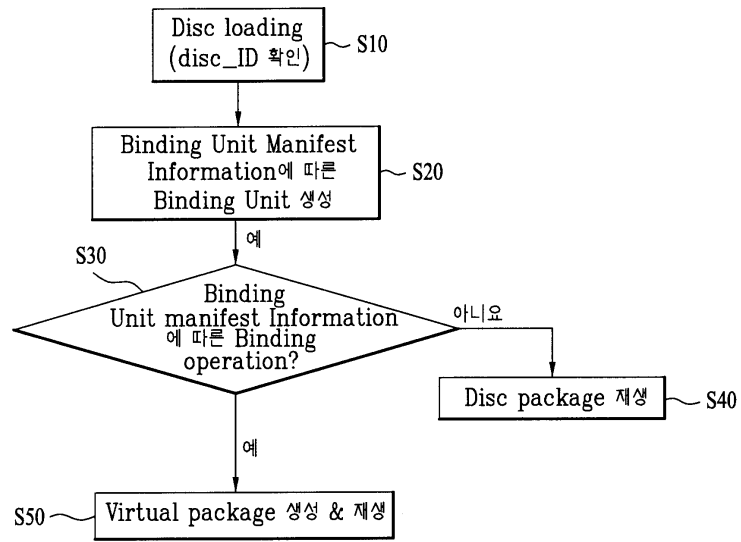 Disc loading
(disc_ID 확인)
S10
Binding Unit Manifest
Information에 따른
Binding Unit 생성
S20
예
S30
Binding
Unit manifest Information
에 따른 Binding
operation?
아니요
Disc package 재생
S40
예
S50
Virtual package 생성 & 재생